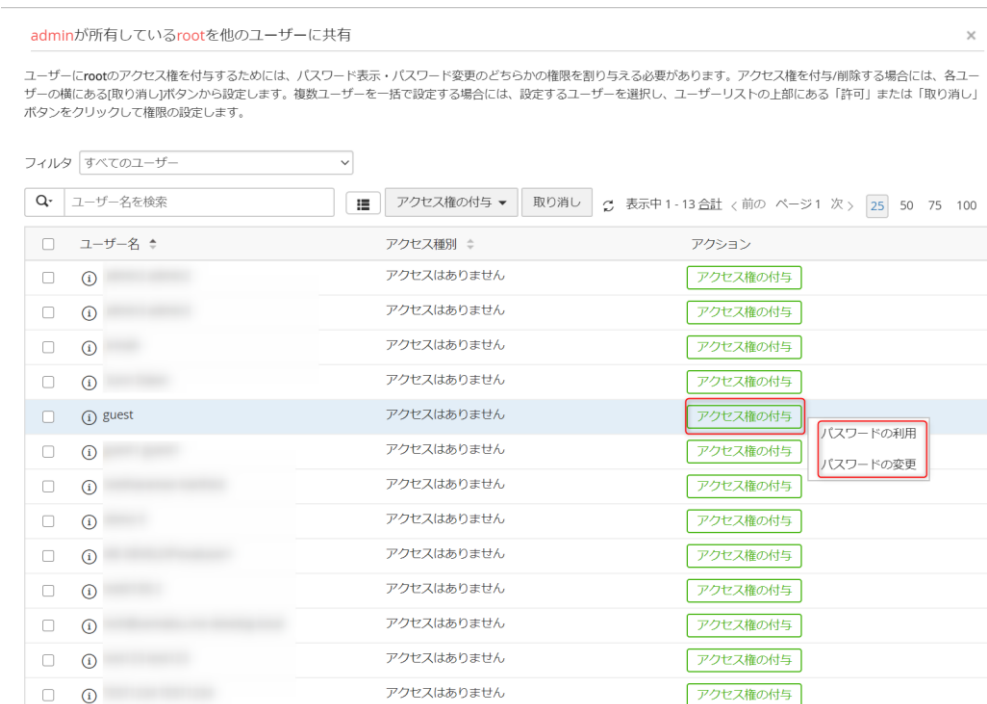 adminが所有しているrootを他のユーザーに共有 ×
ユーザーにrootのアクセス権を付与するためには、パスワード表示・パスワード変更のどちらかの権限を割り与える必要があります。アクセス権を付与/削除する場合には、各ユー
ザーの横にある[取り消し]ボタンから設定します。複数ユーザーを一括で設定する場合には、設定するユーザーを選択し、ユーザーリストの上部にある「許可」または「取り消し」
ボタンをクリックして権限の設定します。
フィルタ すべてのユーザー
ユーザー名を検索 アクセス権の付与 取り消し 表示中 1 - 13 合計 前の ページ 1 次 25 50 75 100
ユーザー名 アクセス種別 アクション
アクセスはありません アクセス権の付与
アクセスはありません アクセス権の付与
アクセスはありません アクセス権の付与
アクセスはありません アクセス権の付与
guest アクセスはありません アクセス権の付与
パスワードの利用
アクセスはありません アクセス権の付与
パスワードの変更
アクセスはありません アクセス権の付与
アクセスはありません アクセス権の付与
アクセスはありません アクセス権の付与
アクセスはありません アクセス権の付与
アクセスはありません アクセス権の付与
アクセスはありません アクセス権の付与
アクセスはありません アクセス権の付与